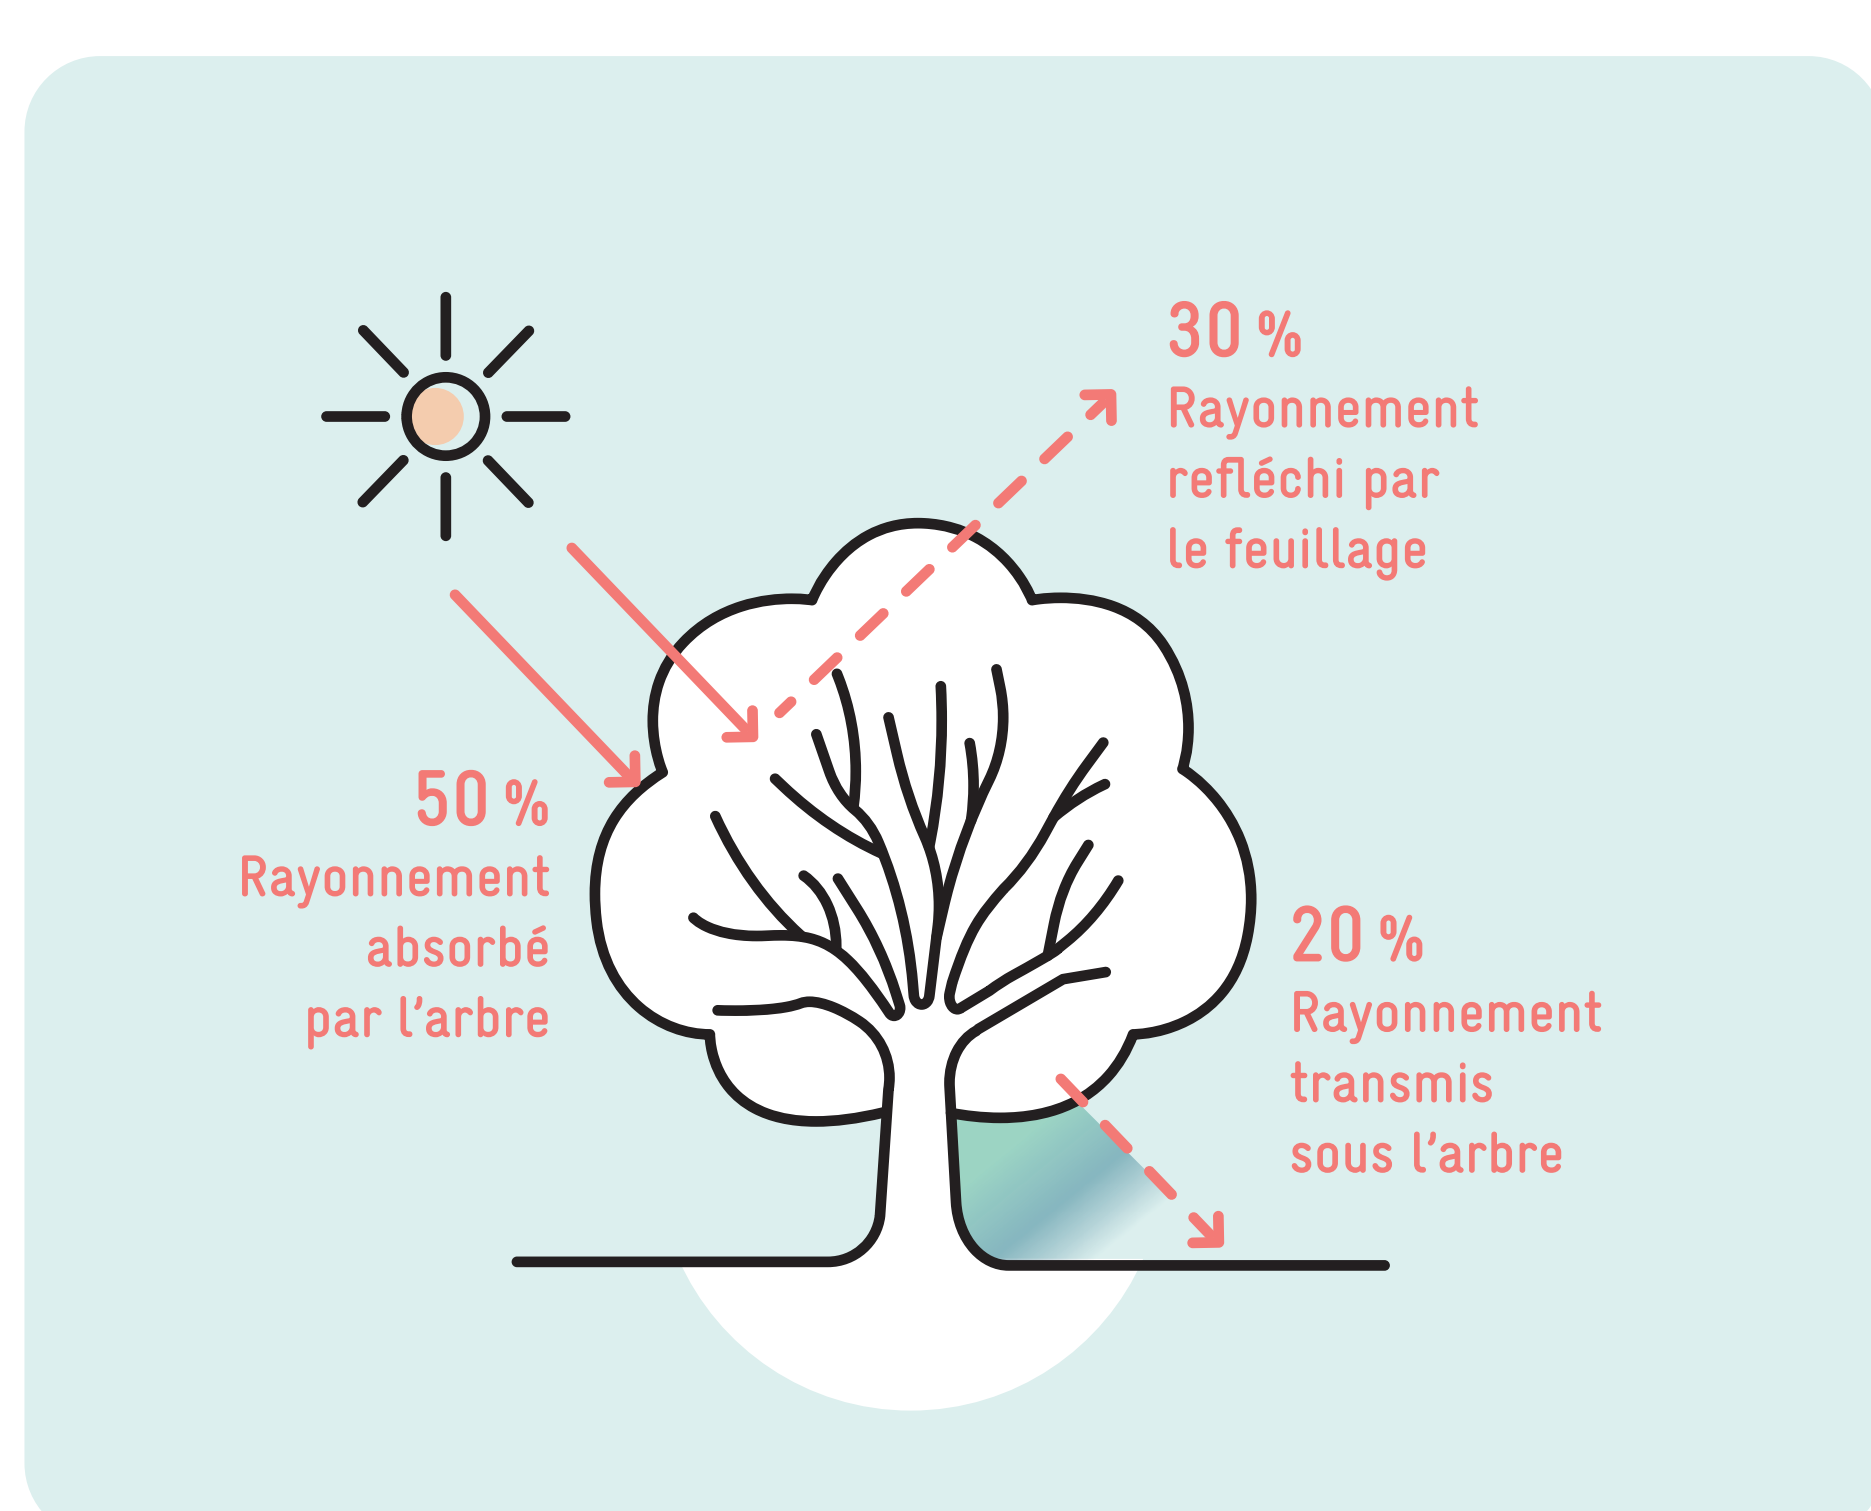 30 %
Rayonnement
refléchi par
le feuillage
50 %
Rayonnement
absorbé
par l’arbre
20 %
Rayonnement
transmis
sous l’arbre